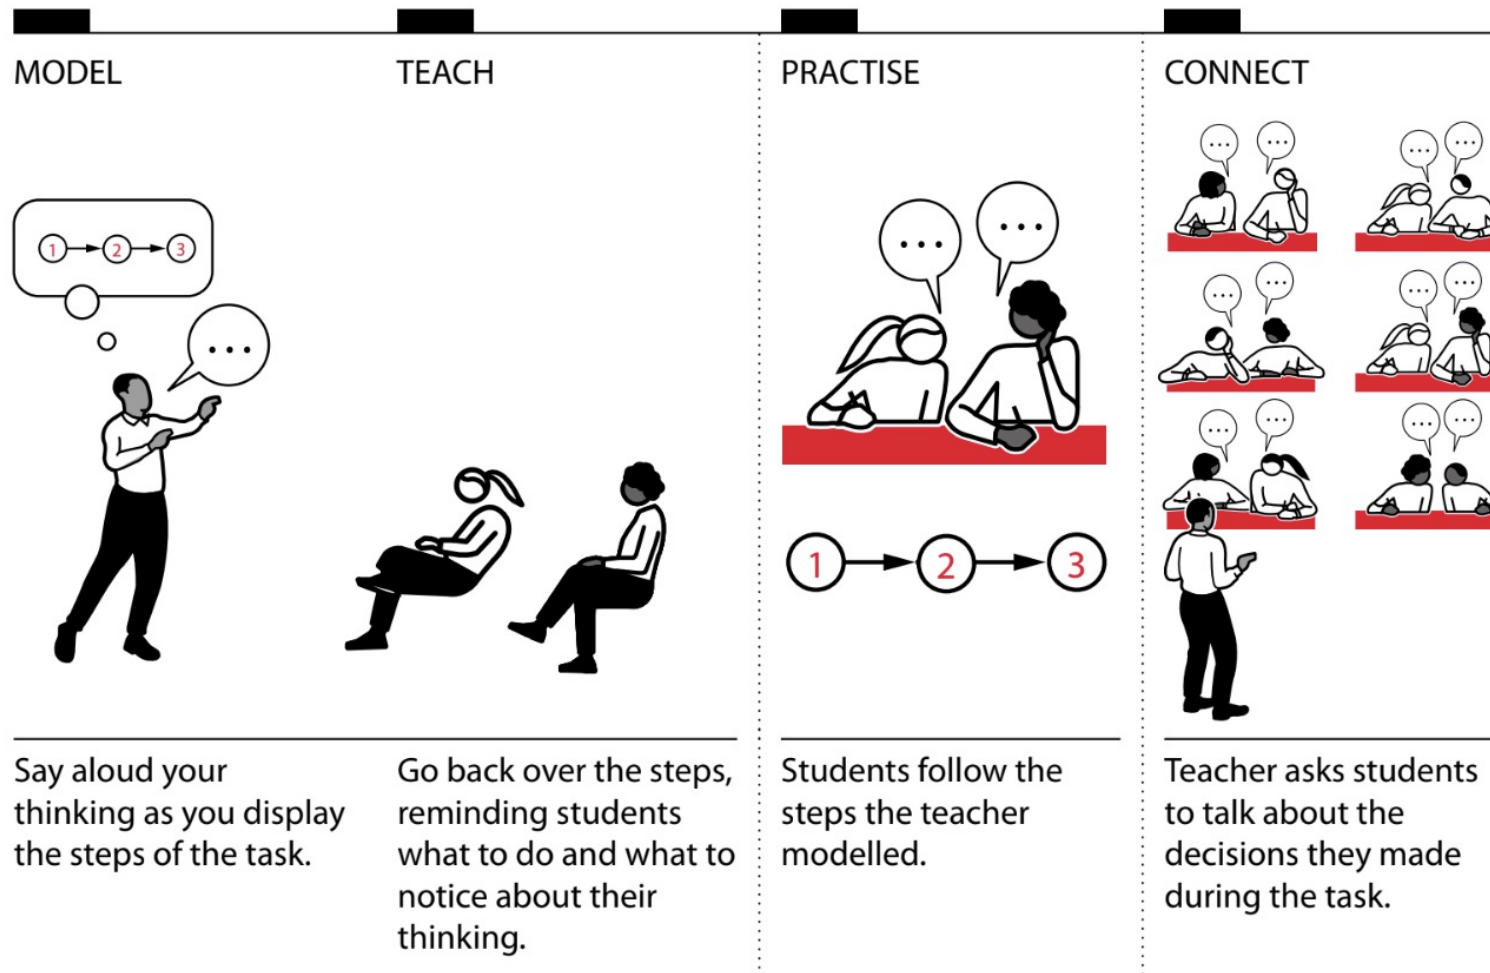 MODEL
TEACH
PRACTISE
CONNECT
...
1
2
3
...
...
... ...
... ...
... ...
... ...
... ...
... ...
1
2
3
Say aloud your
thinking as you display
the steps of the task.
Go back over the steps,
reminding students
what to do and what to
notice about their
thinking.
Students follow the
steps the teacher
modelled.
Teacher asks students
to talk about the
decisions they made
during the task.